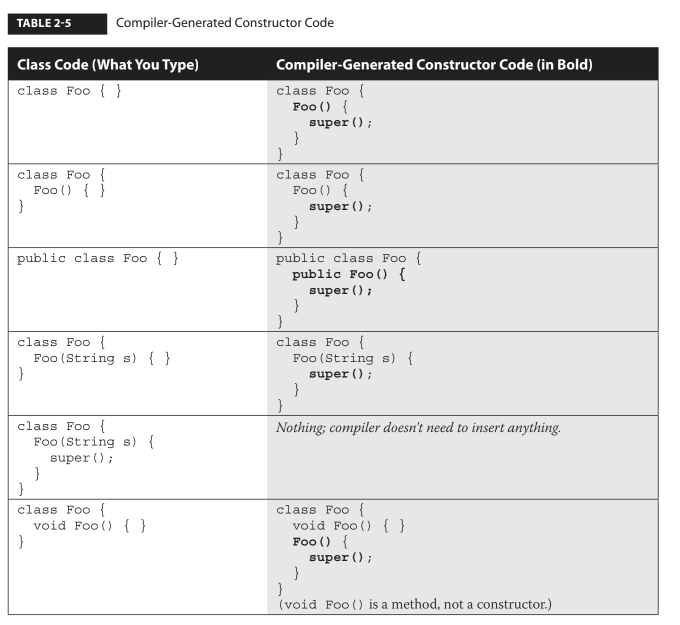 TABLE 2-5 Compiler-Generated Constructor Code
Class Code (What You Type) Compiler-Generated Constructor Code (in Bold)
class Foo { }
class Foo {
  Foo() {
    super();
  }
}
class Foo {
  Foo() { }
}
class Foo {
  Foo() {
    super();
  }
}
public class Foo { }
public class Foo {
  public Foo() {
    super();
  }
}
class Foo {
  Foo(String s) { }
}
class Foo {
  Foo(String s) {
    super();
  }
}
class Foo {
  Foo(String s) {
    super();
  }
}
Nothing; compiler doesn't need to insert anything.
class Foo {
  void Foo() { }
}
class Foo {
  void Foo() { }
  Foo() {
    super();
  }
}
(void Foo() is a method, not a constructor.)